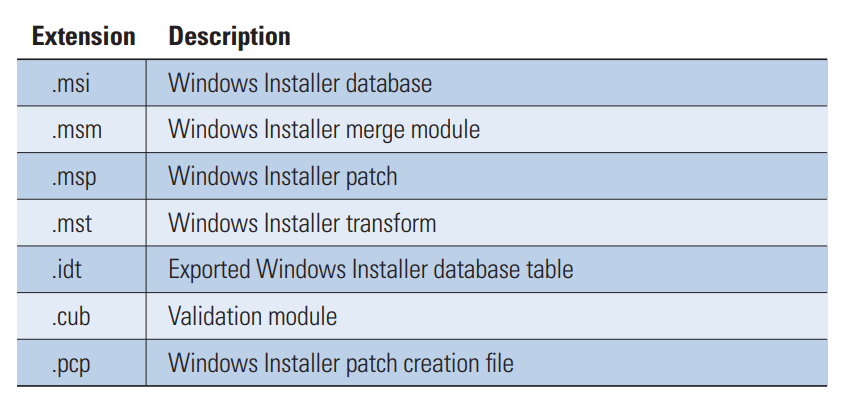 Extension Description
.msi Windows Installer database
.msm Windows Installer merge module
.msp Windows Installer patch
.mst Windows Installer transform
.idt Exported Windows Installer database table
.cub Validation module
.pcp Windows Installer patch creation file